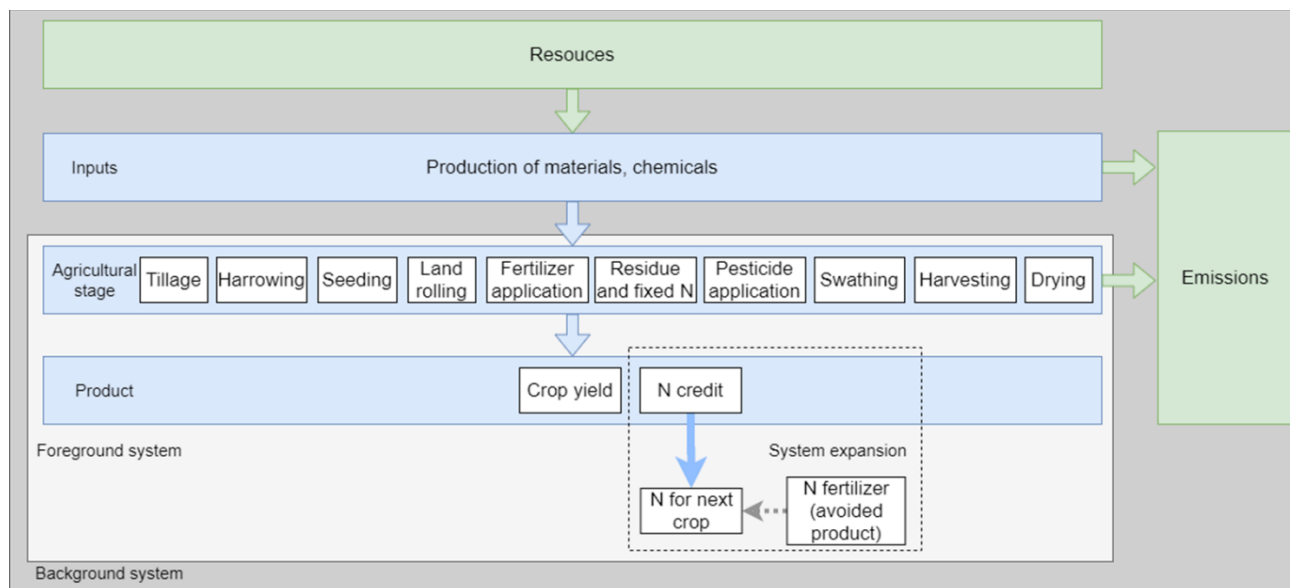 Resouces
Inputs
Production of materials, chemicals
Agricultural
stage
Tillage
Harrowing
Seeding
Land
rolling
Fertilizer
application
Residue
and fixed N
Pesticide
application
Swathing
Harvesting
Drying
Emissions
Product
Crop yield
N credit
Foreground system
System expansion
N for next
crop
N fertilizer
(avoided
product)
Background system